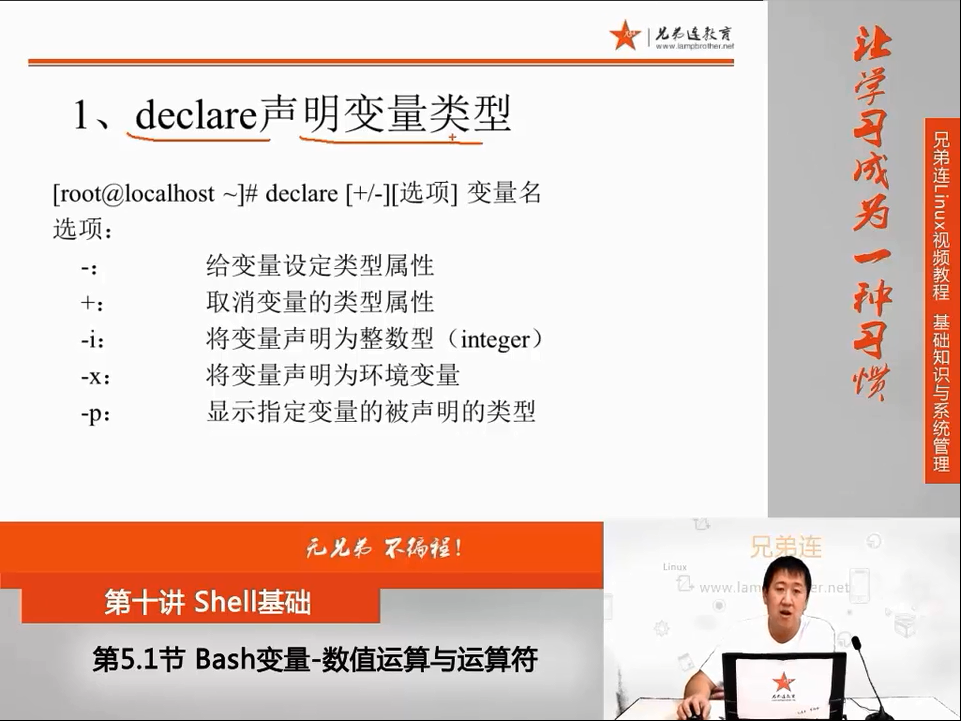 兄弟连教育
www.lampbrother.net
1、declare声明变量类型
[root@localhost ~]# declare [+/-][选项] 变量名
选项：
-： 给变量设定类型属性
+： 取消变量的类型属性
-i： 将变量声明为整数型（integer）
-x： 将变量声明为环境变量
-p： 显示指定变量的被声明的类型
让学习成为一种习惯
兄弟连Linux视频教程 基础知识与系统管理
无兄弟 不编程！
第十讲 Shell基础
第5.1节 Bash变量-数值运算与运算符
兄弟连
Linux